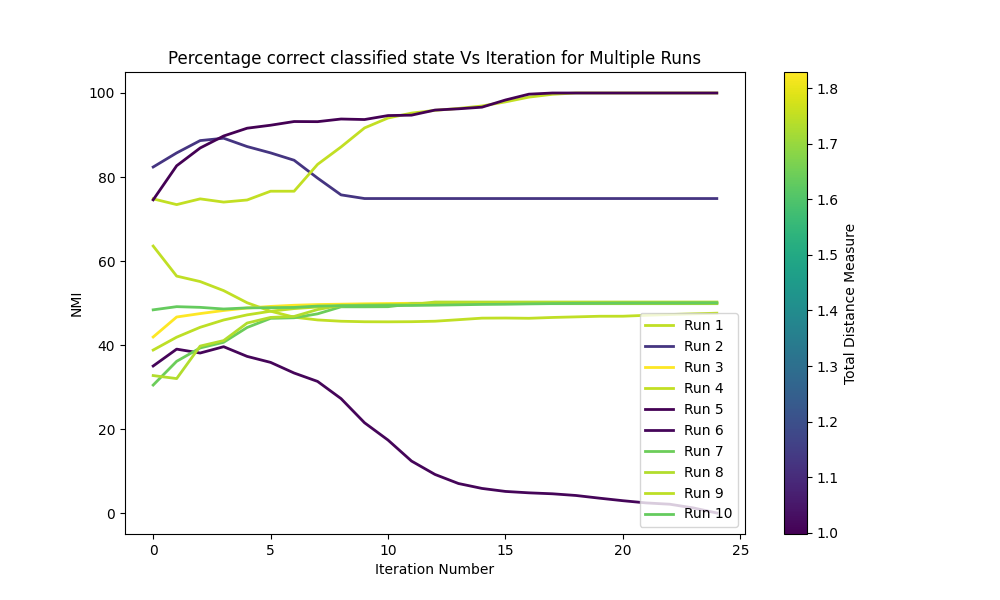 Percentage correct classified state Vs Iteration for Multiple Runs
100
80
60
40
20
0
NMI
0 5 10 15 20 25
Iteration Number
Run 1
Run 2
Run 3
Run 4
Run 5
Run 6
Run 7
Run 8
Run 9
Run 10
1.8
1.7
1.6
1.5
1.4
1.3
1.2
1.1
1.0
Total Distance Measure